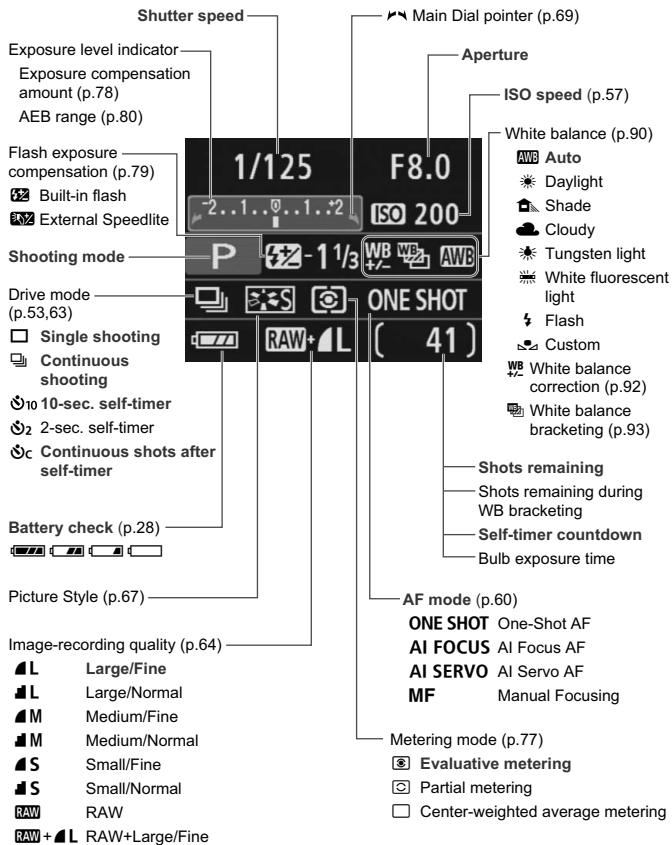 Shutter speed
Main Dial pointer (p.69)
Exposure level indicator
Exposure compensation
amount (p.78)
AEB range (p.80)
Aperture
ISO speed (p.57)
Flash exposure
compensation (p.79)
Built-in flash
External Speedlite
Shooting mode
Drive mode
(p.53,63)
Single shooting
Continuous
shooting
10 10-sec. self-timer
2 2-sec. self-timer
C Continuous shots after
self-timer
Battery check (p.28)
Picture Style (p.67)
Image-recording quality (p.64)
L Large/Fine
L Large/Normal
M Medium/Fine
M Medium/Normal
S Small/Fine
S Small/Normal
RAW RAW
RAW + L RAW+Large/Fine
1/125 F8.0
-2..1..0..1..+2 ISO 200
P -1 1/3 WB +/- WB AWB
S ONE SHOT
RAW+ L [ 41 ]
White balance (p.90)
AWB Auto
Daylight
Shade
Cloudy
Tungsten light
White fluorescent
light
Flash
Custom
WB +/- White balance
correction (p.92)
WB White balance
bracketing (p.93)
Shots remaining
Shots remaining during
WB bracketing
Self-timer countdown
Bulb exposure time
AF mode (p.60)
ONE SHOT One-Shot AF
AI FOCUS AI Focus AF
AI SERVO AI Servo AF
MF Manual Focusing
Metering mode (p.77)
Evaluative metering
Partial metering
Center-weighted average metering